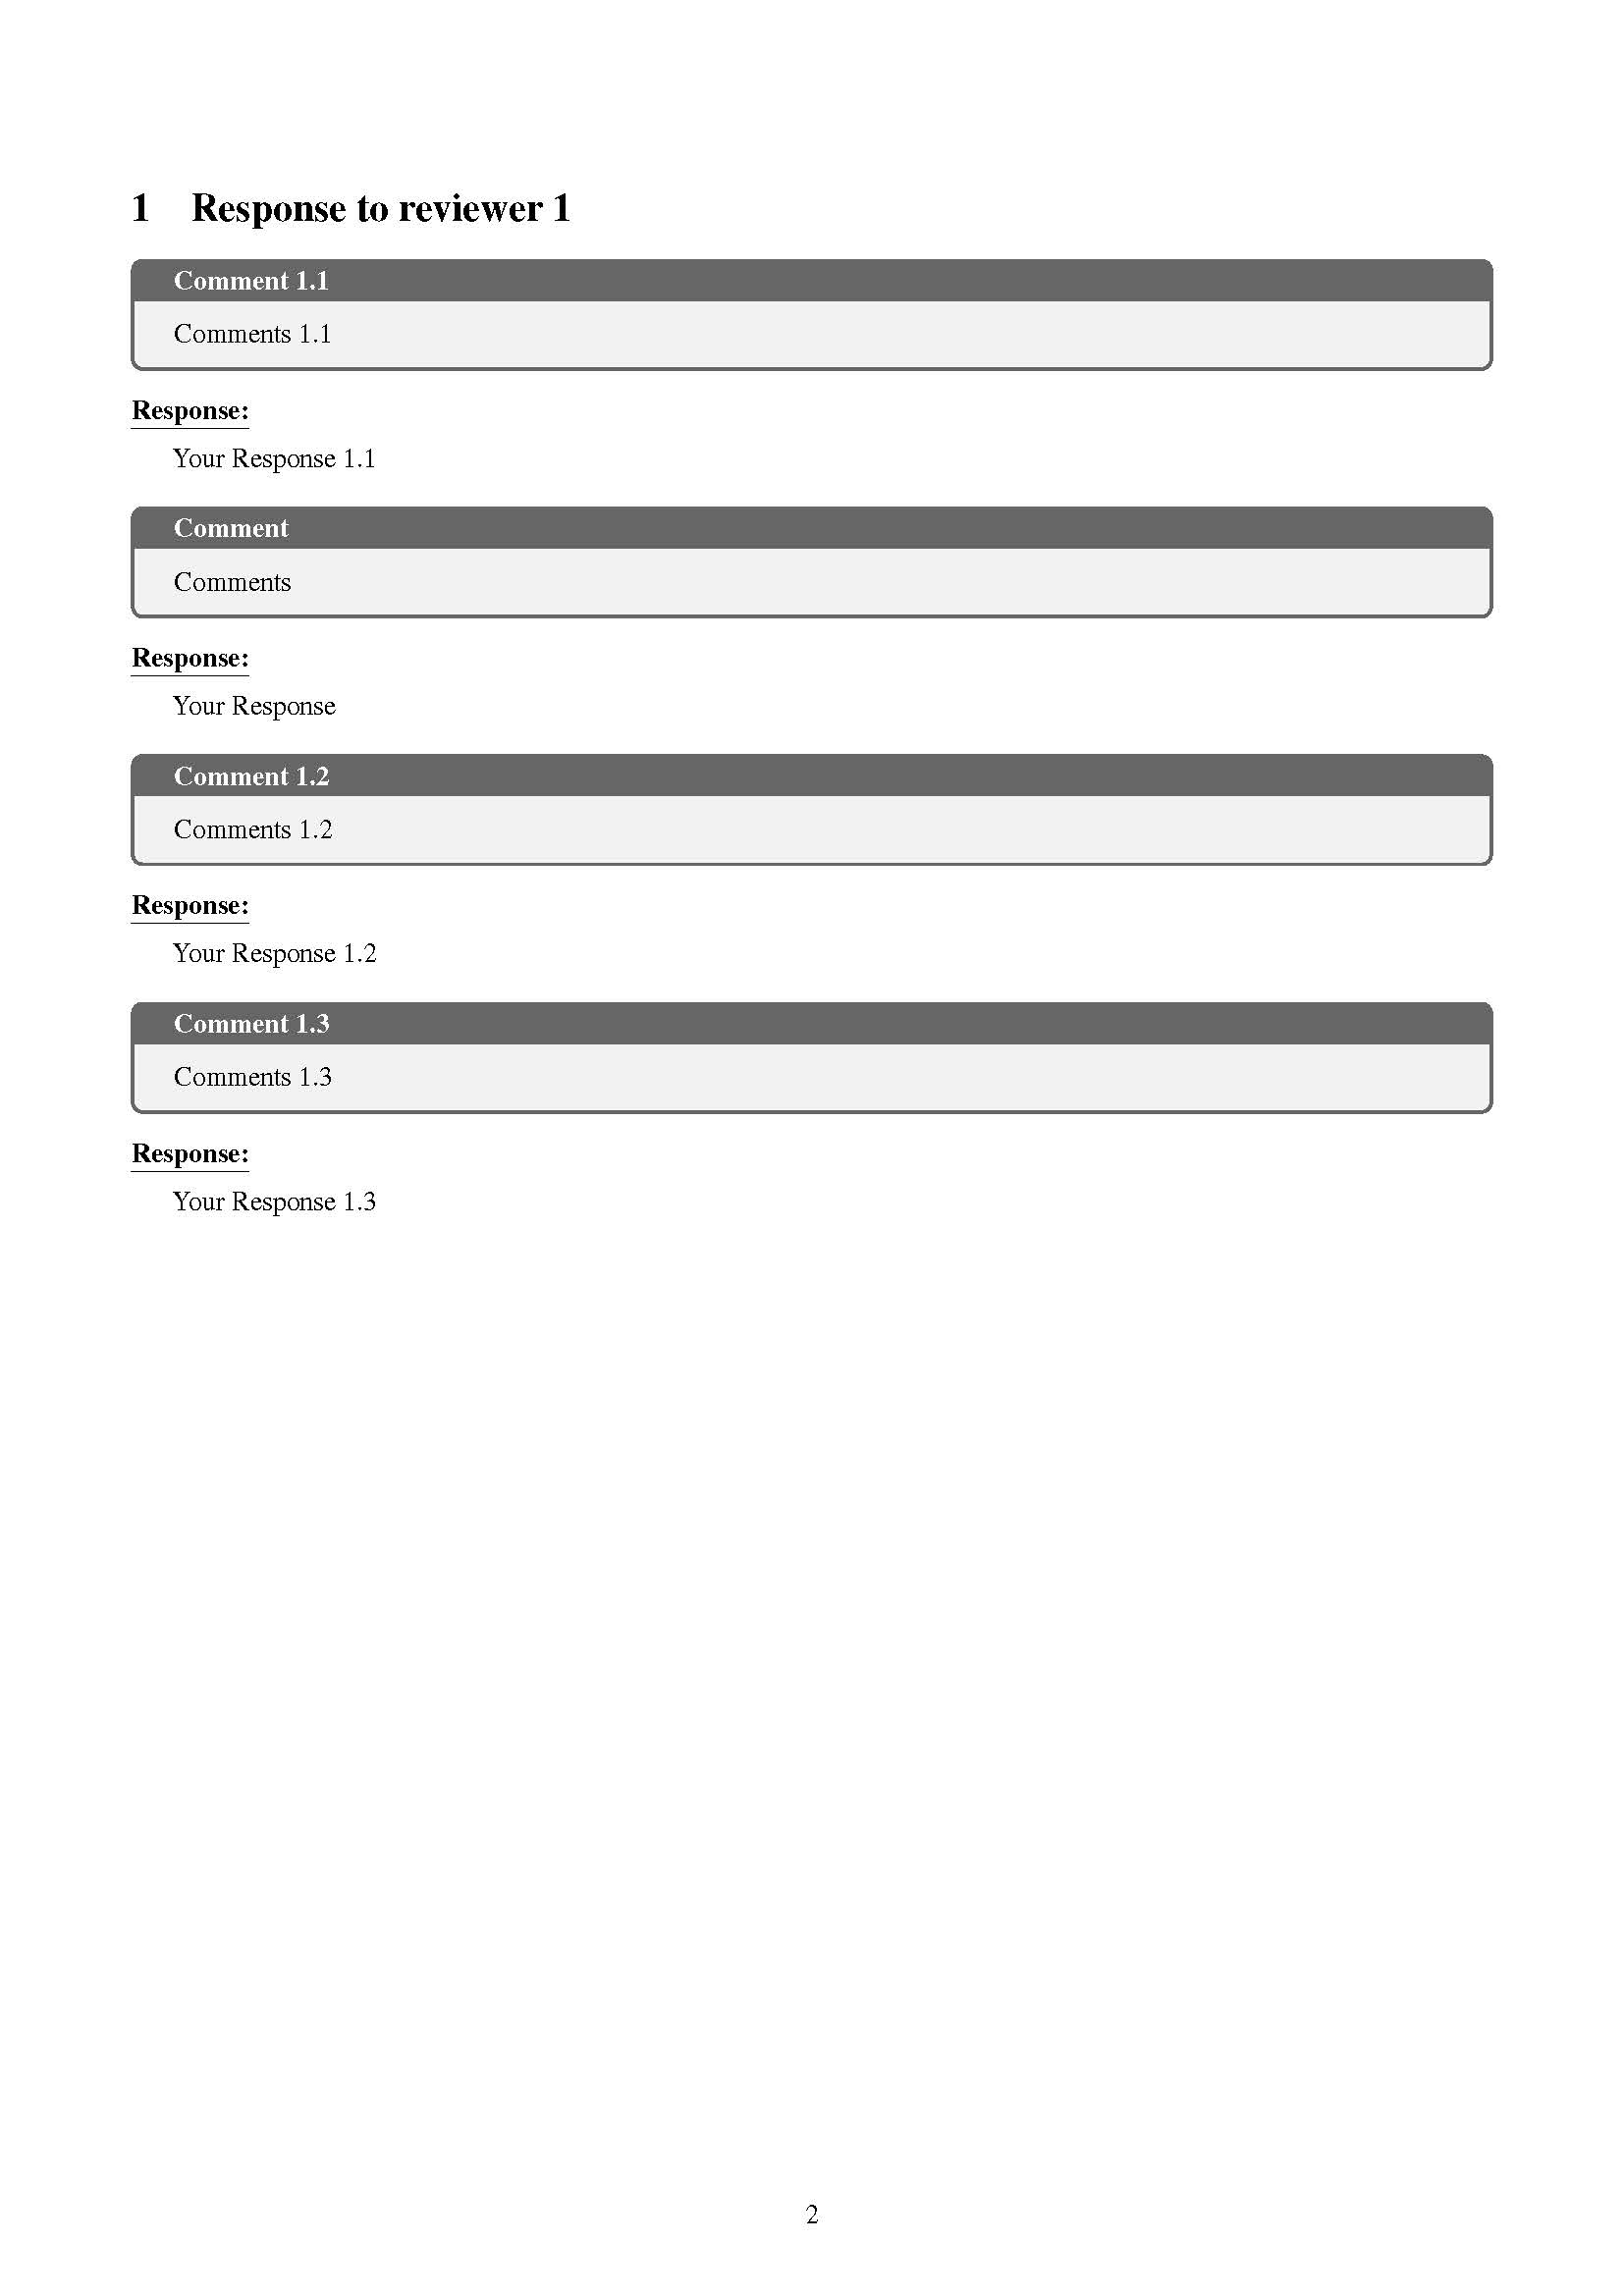 1 Response to reviewer 1
Comment 1.1
Comments 1.1
Response:
Your Response 1.1
Comment
Comments
Response:
Your Response
Comment 1.2
Comments 1.2
Response:
Your Response 1.2
Comment 1.3
Comments 1.3
Response:
Your Response 1.3
2